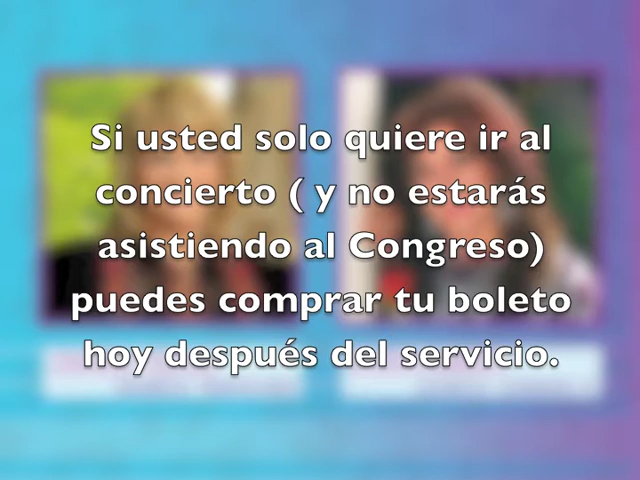 Si usted solo quiere ir al
concierto ( y no estarás
asistiendo al Congreso)
puedes comprar tu boleto
hoy después del servicio.